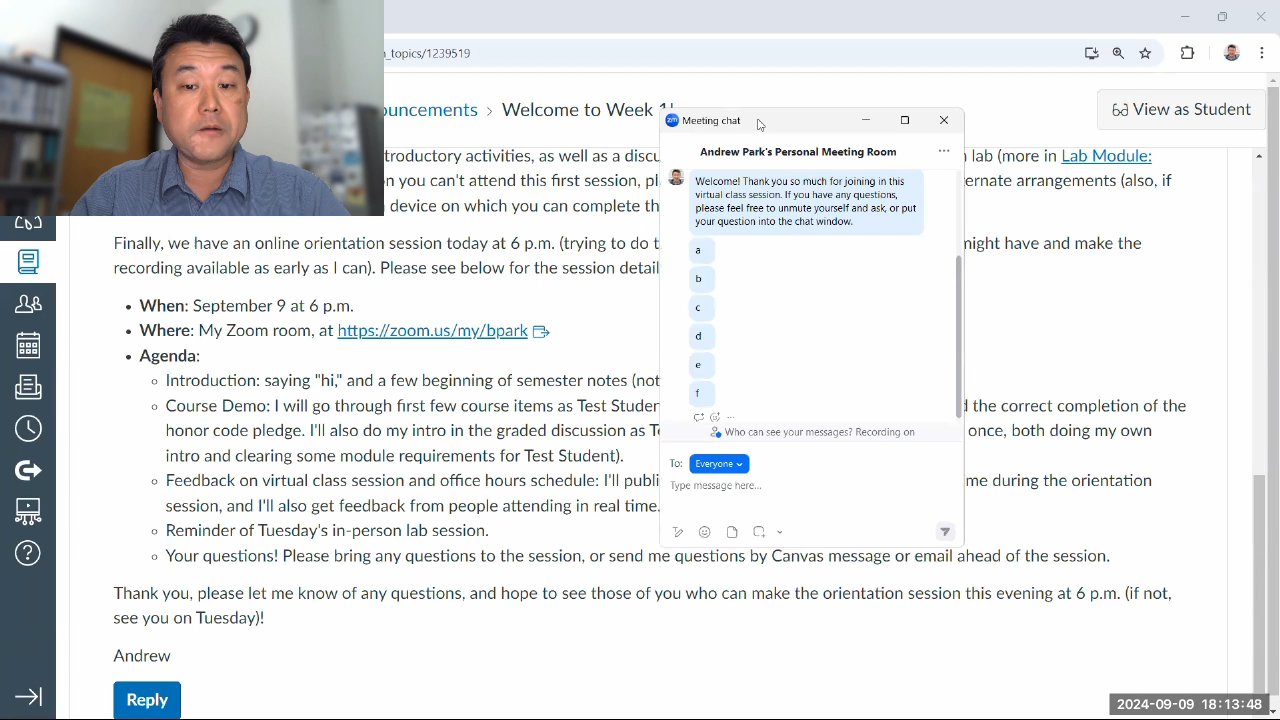 n_topics/1239519
ouncements › Welcome to Week 1!
View as Student
troductory activities, as well as a discu
n lab (more in Lab Module:
on you can't attend this first session, pl
ernate arrangements (also, if
device on which you can complete th
Finally, we have an online orientation session today at 6 p.m. (trying to do t
might have and make the
recording available as early as I can). Please see below for the session detail
• When: September 9 at 6 p.m.
• Where: My Zoom room, at https://zoom.us/my/bpark
• Agenda:
Introduction: saying "hi," and a few beginning of semester notes (not
Course Demo: I will go through first few course items as Test Studen
d the correct completion of the
honor code pledge. I'll also do my intro in the graded discussion as Te
once, both doing my own
intro and clearing some module requirements for Test Student).
Feedback on virtual class session and office hours schedule: I'll publi
me during the orientation
session, and I'll also get feedback from people attending in real time.
Reminder of Tuesday's in-person lab session.
Your questions! Please bring any questions to the session, or send me questions by Canvas message or email ahead of the session.
Thank you, please let me know of any questions, and hope to see those of you who can make the orientation session this evening at 6 p.m. (if not,
see you on Tuesday)!
Andrew
Reply
zm Meeting chat
Andrew Park's Personal Meeting Room
Welcome! Thank you so much for joining in this
virtual class session. If you have any questions,
please feel free to unmute yourself and ask, or put
your question into the chat window.
a
b
c
d
e
f
Who can see your messages? Recording on
To: Everyone
Type message here...
2024-09-09 18:13:48